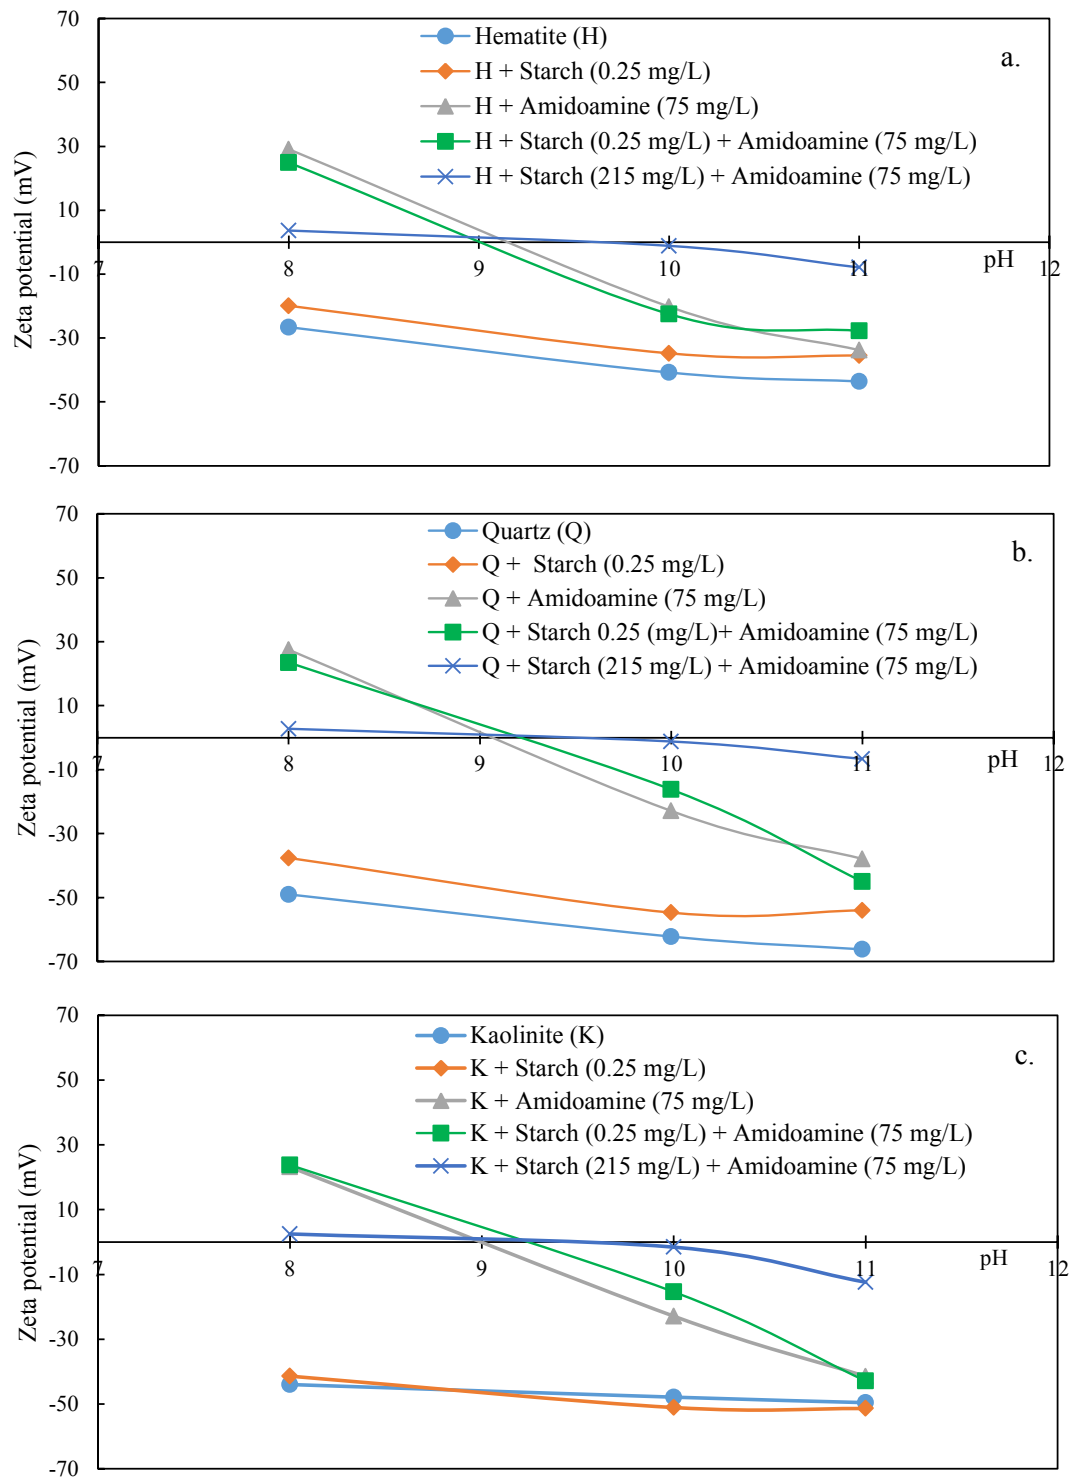 70
50
30
10
-10
-30
-50
-70
Zeta potential (mV)
7
8
9
10
11
12
pH
a.
Hematite (H)
H + Starch (0.25 mg/L)
H + Amidoamine (75 mg/L)
H + Starch (0.25 mg/L) + Amidoamine (75 mg/L)
H + Starch (215 mg/L) + Amidoamine (75 mg/L)
70
50
30
10
-10
-30
-50
-70
Zeta potential (mV)
7
8
9
10
11
12
pH
b.
Quartz (Q)
Q + Starch (0.25 mg/L)
Q + Amidoamine (75 mg/L)
Q + Starch 0.25 (mg/L)+ Amidoamine (75 mg/L)
Q + Starch (215 mg/L) + Amidoamine (75 mg/L)
70
50
30
10
-10
-30
-50
-70
Zeta potential (mV)
7
8
9
10
11
12
pH
c.
Kaolinite (K)
K + Starch (0.25 mg/L)
K + Amidoamine (75 mg/L)
K + Starch (0.25 mg/L) + Amidoamine (75 mg/L)
K + Starch (215 mg/L) + Amidoamine (75 mg/L)